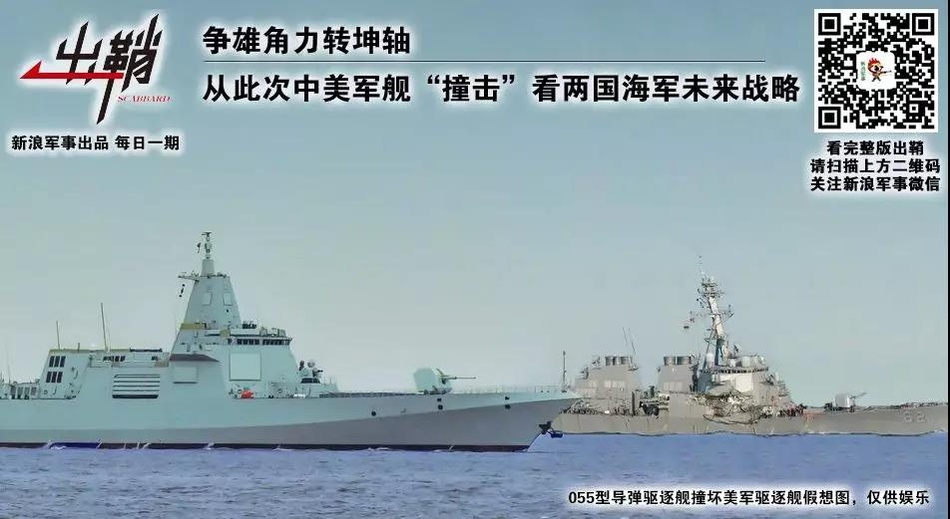 出鞘
SCABBARD
新浪军事出品 每日一期
争雄角力转坤轴
从此次中美军舰“撞击”看两国海军未来战略
看完整版出鞘
请扫描上方二维码
关注新浪军事微信
055型导弹驱逐舰撞坏美军驱逐舰假想图，仅供娱乐